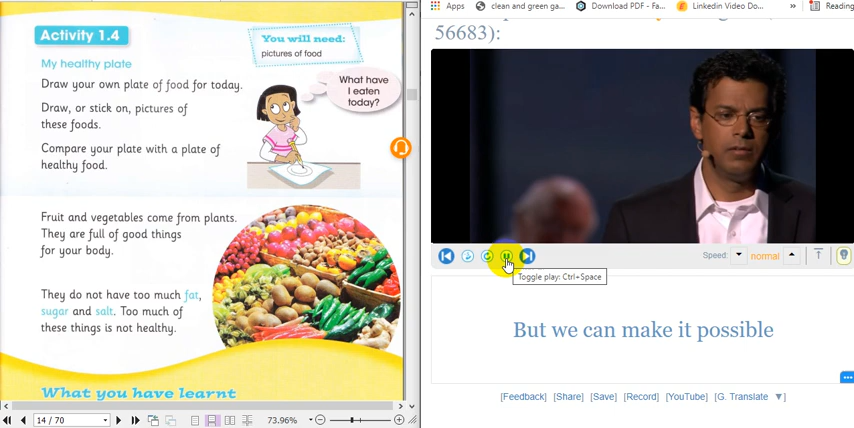 Activity 1.4
You will need:
pictures of food
My healthy plate
Draw your own plate of food for today.
Draw, or stick on, pictures of
these foods.
Compare your plate with a plate of
healthy food.
What have
I eaten
today?
Fruit and vegetables come from plants.
They are full of good things
for your body.
They do not have too much fat,
sugar and salt. Too much of
these things is not healthy.
What you have learnt
14 / 70
73.96%
Apps
clean and green ga...
Download PDF - Fa...
Linkedin Video Do...
»
Reading
56683):
Speed:
normal
Toggle play: Ctrl+Space
But we can make it possible
[Feedback] [Share] [Save] [Record] [YouTube] [G. Translate ▼]